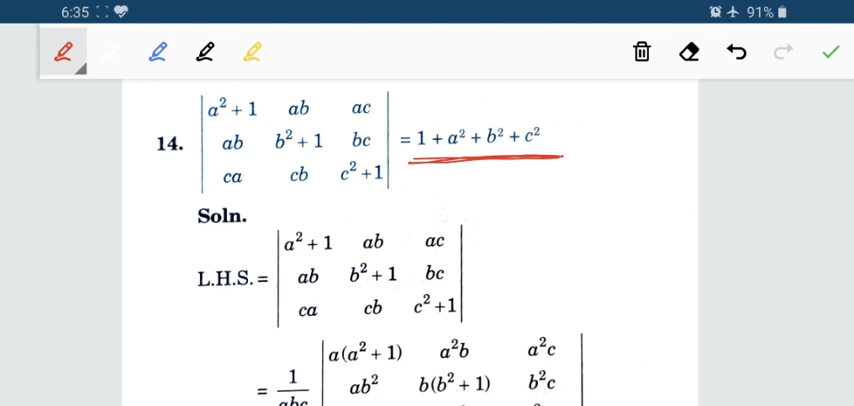 6:35 91%
14. | a² + 1 ab ac |
| ab b² + 1 bc | = 1 + a² + b² + c²
| ca cb c² +1 |
Soln.
| a² + 1 ab ac |
L.H.S. = | ab b² + 1 bc |
| ca cb c² +1 |
| a(a² + 1) a²b a²c |
= 1/abc | ab² b(b² + 1) b²c |